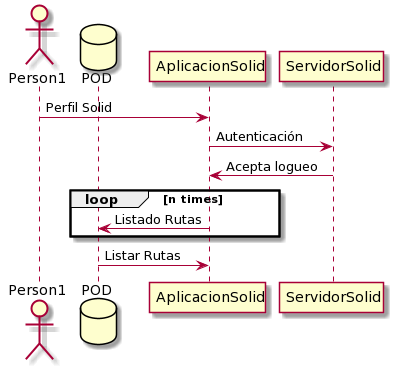 Person1 POD AplicacionSolid ServidorSolid
Perfil Solid
Autenticación
Acepta logueo
loop [n times]
Listado Rutas
Listar Rutas
Person1 POD AplicacionSolid ServidorSolid